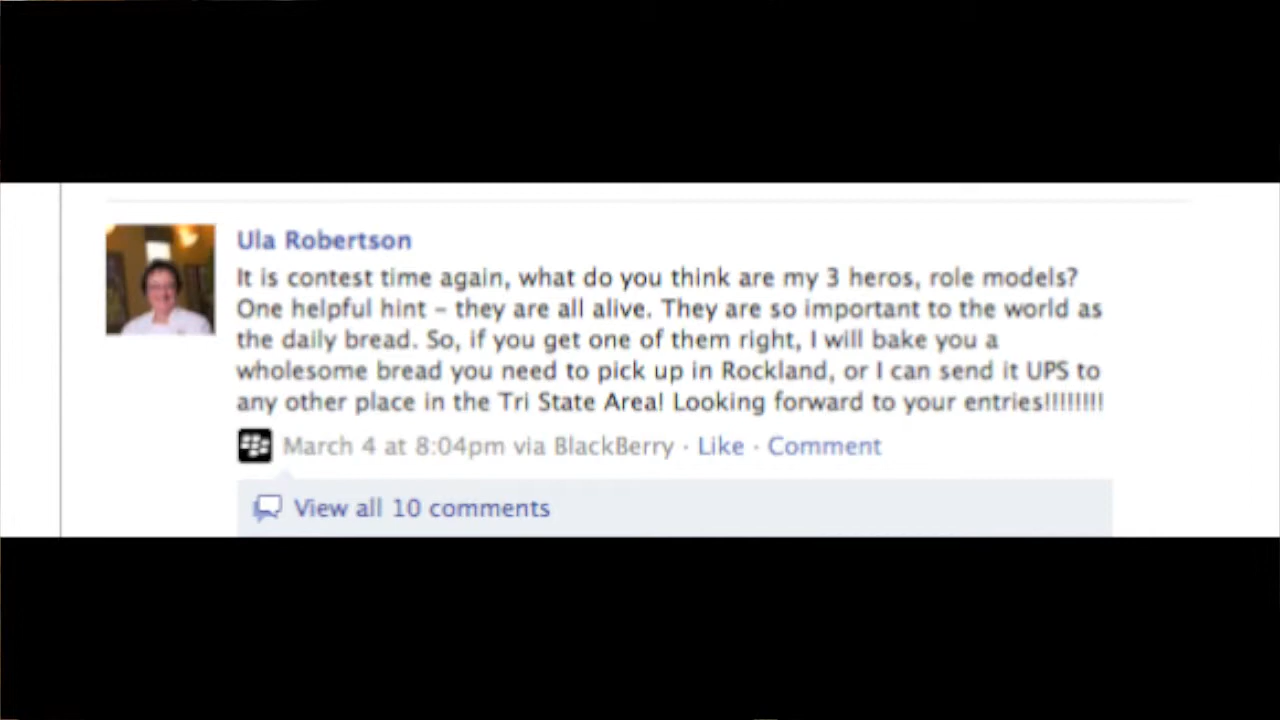 Ula Robertson
It is contest time again, what do you think are my 3 heros, role models?
One helpful hint – they are all alive. They are so important to the world as
the daily bread. So, if you get one of them right, I will bake you a
wholesome bread you need to pick up in Rockland, or I can send it UPS to
any other place in the Tri State Area! Looking forward to your entries!!!!!!!!
March 4 at 8:04pm via BlackBerry · Like · Comment
View all 10 comments